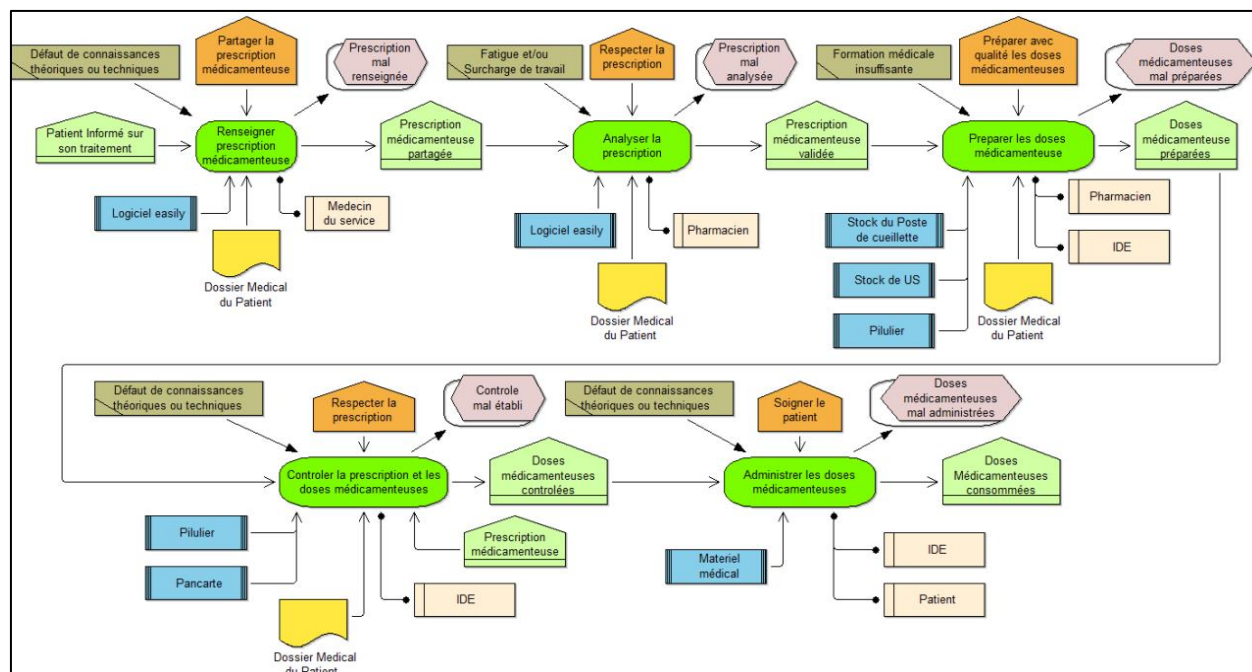 Défaut de connaissances
théoriques ou techniques
Partager la
prescription
médicamenteuse
Prescription
mal
renseignée
Fatigue et/ou
Surcharge de travail
Respecter la
prescription
Prescription
mal
analysée
Formation médicale
insuffisante
Préparer avec
qualité les doses
médicamenteuses
Doses
médicamenteuses
mal préparées
Patient Informé sur
son traitement
Renseigner
prescription
médicamenteuse
Prescription
médicamenteuse
partagée
Analyser la
prescription
Prescription
médicamenteuse
validée
Preparer les doses
médicamenteuse
Doses
médicamenteuses
préparées
Logiciel easily
Medecin
du service
Dossier Medical
du Patient
Logiciel easily
Pharmacien
Dossier Medical
du Patient
Stock du Poste
de cueillette
Stock de US
Pilulier
Dossier Medical
du Patient
Pharmacien
IDE
Défaut de connaissances
théoriques ou techniques
Respecter la
prescription
Controle
mal établi
Défaut de connaissances
théoriques ou techniques
Soigner le
patient
Doses
médicamenteuses
mal administrées
Controler la prescription et les
doses médicamenteuses
Doses
médicamenteuses
controlées
Administrer les doses
médicamenteuses
Doses
Médicamenteuses
consommées
Pilulier
Pancarte
Dossier Medical
du Patient
IDE
Prescription
médicamenteuse
Materiel
médical
IDE
Patient